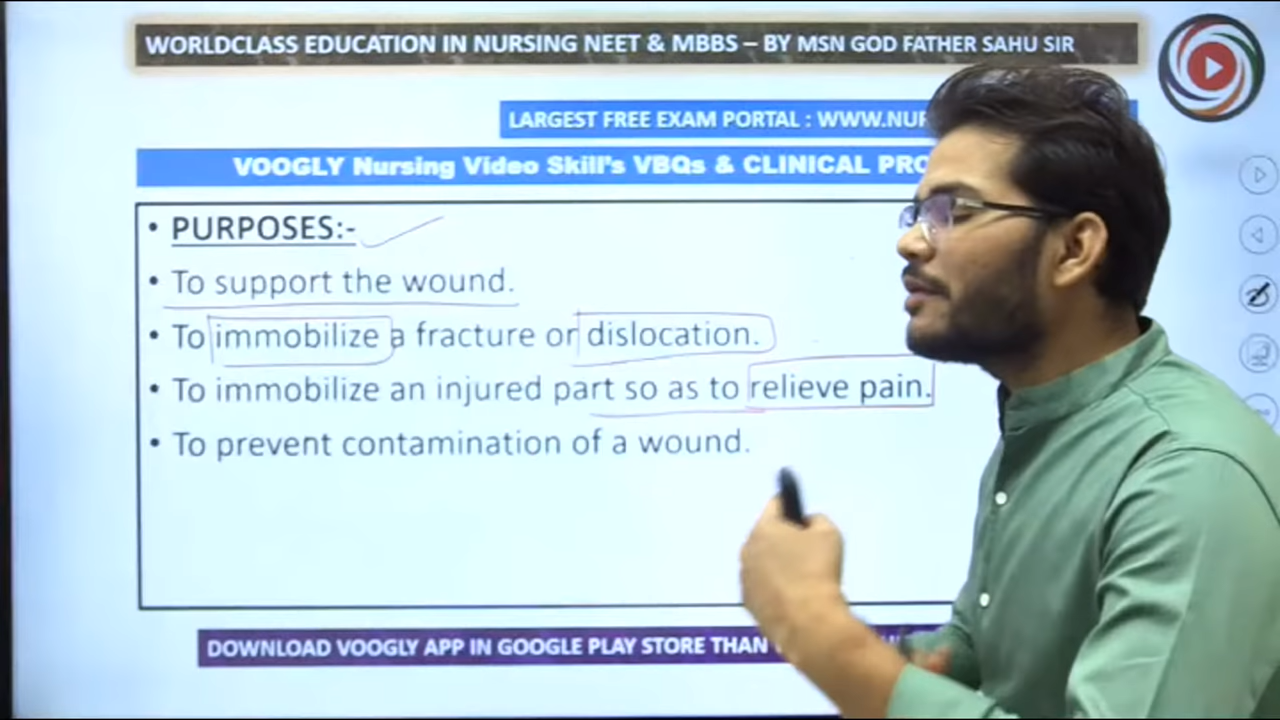 WORLDCLASS EDUCATION IN NURSING NEET & MBBS – BY MSN GOD FATHER SAHU SIR
LARGEST FREE EXAM PORTAL : WWW.
VOOGLY Nursing Video Skill's VBQs & CLINICAL
• PURPOSES:-
• To support the wound.
• To immobilize a fracture or dislocation.
• To immobilize an injured part so as to relieve pain.
• To prevent contamination of a wound.
DOWNLOAD VOOGLY APP IN GOOGLE PLAY STORE THAN